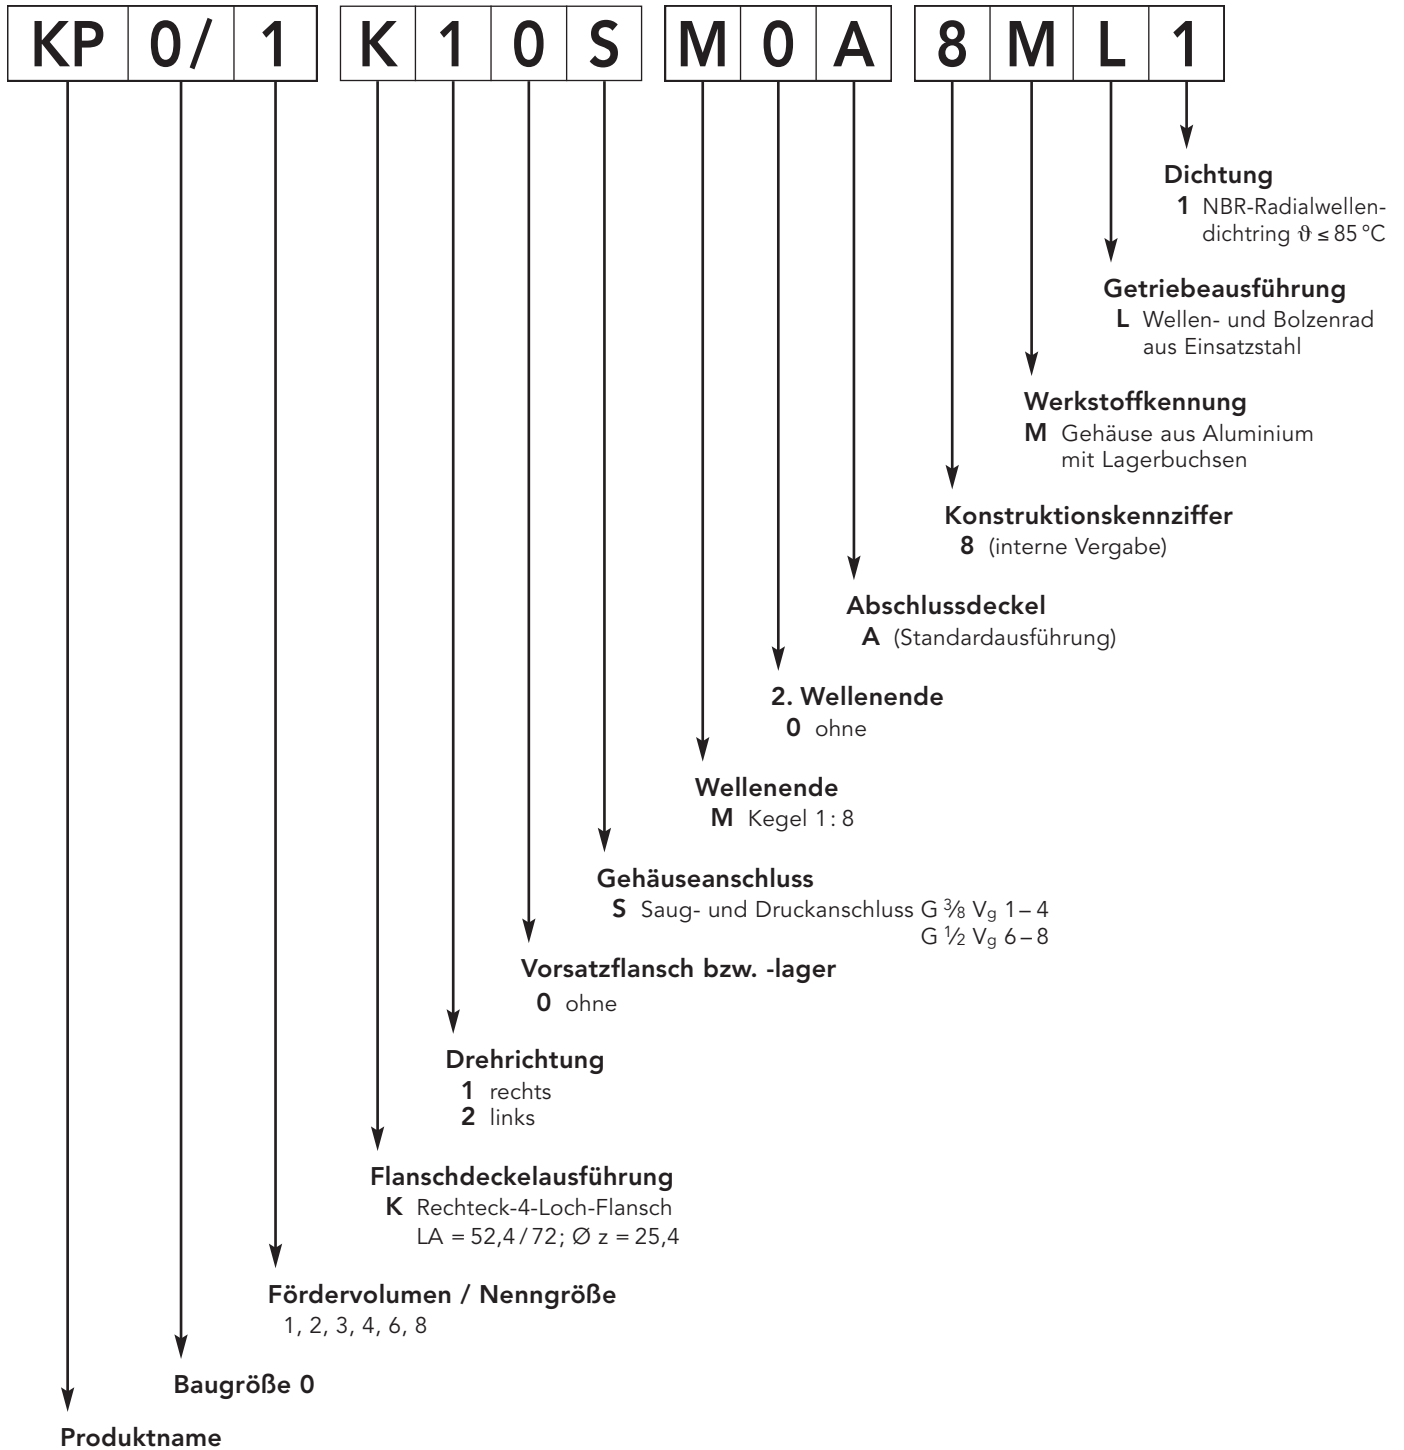 KP 0/ 1 K 1 0 S M 0 A 8 M L 1
Dichtung
1 NBR-Radialwellen-
dichtring ϑ ≤ 85 °C
Getriebeausführung
L Wellen- und Bolzenrad
aus Einsatzstahl
Werkstoffkennung
M Gehäuse aus Aluminium
mit Lagerbuchsen
Konstruktionskennziffer
8 (interne Vergabe)
Abschlussdeckel
A (Standardausführung)
2. Wellenende
0 ohne
Wellenende
M Kegel 1 : 8
Gehäuseanschluss
S Saug- und Druckanschluss G 3/8 Vg 1 – 4
G 1/2 Vg 6 – 8
Vorsatzflansch bzw. -lager
0 ohne
Drehrichtung
1 rechts
2 links
Flanschdeckelausführung
K Rechteck-4-Loch-Flansch
LA = 52,4 / 72; Ø z = 25,4
Fördervolumen / Nenngröße
1, 2, 3, 4, 6, 8
Baugröße 0
Produktname